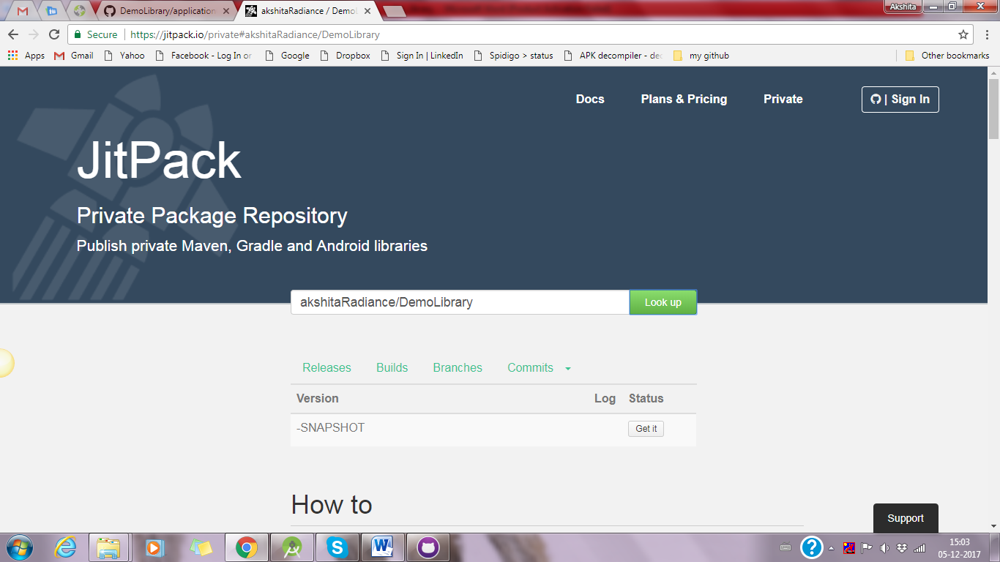 DemoLibrary/application
akshitaRadiance / DemoL
Akshita
Secure
https://jitpack.io/private#akshitaRadiance/DemoLibrary
Apps Gmail Yahoo Facebook - Log In or Google Dropbox Sign In | LinkedIn Spidigo > status APK decompiler - dec my github Other bookmarks
Docs Plans & Pricing Private | Sign In
JitPack
Private Package Repository
Publish private Maven, Gradle and Android libraries
akshitaRadiance/DemoLibrary Look up
Releases Builds Branches Commits
Version Log Status
-SNAPSHOT Get it
How to
Support
15:03
05-12-2017